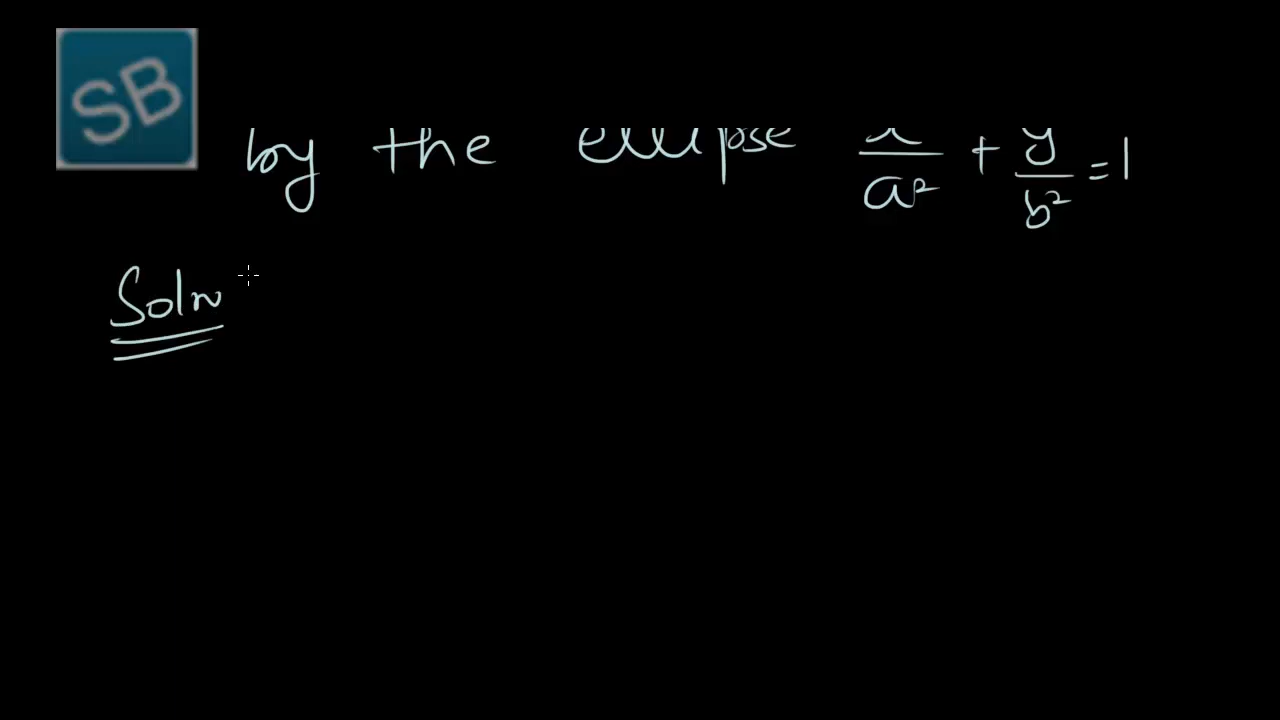 SB
by the ellipse x/a² + y/b² = 1
Soln